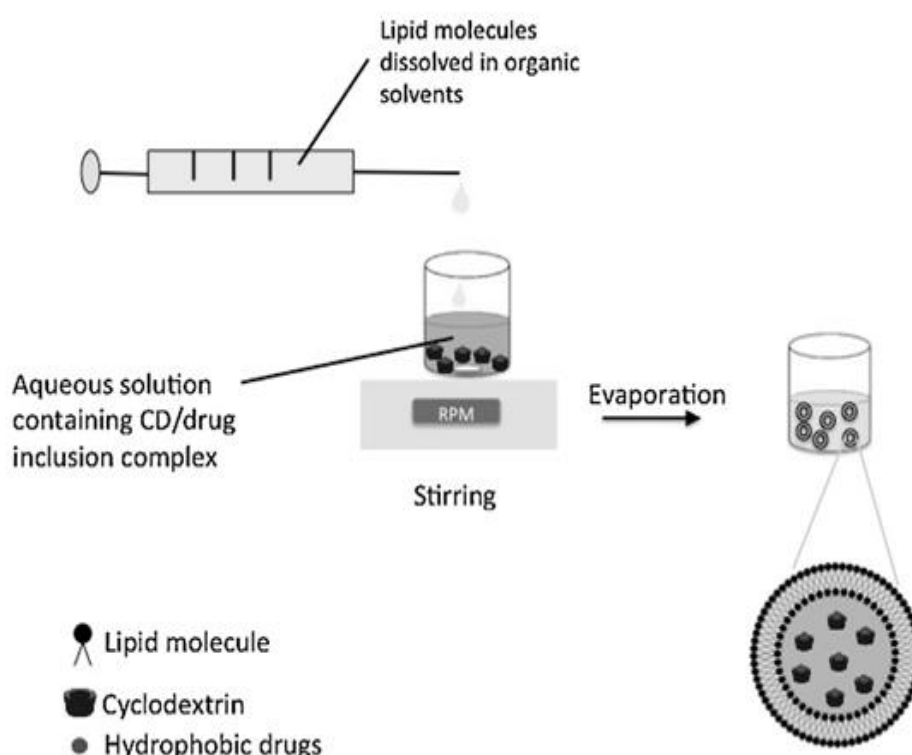 Lipid molecules
dissolved in organic
solvents
Aqueous solution
containing CD/drug
inclusion complex
RPM
Evaporation
Stirring
Lipid molecule
Cyclodextrin
Hydrophobic drugs